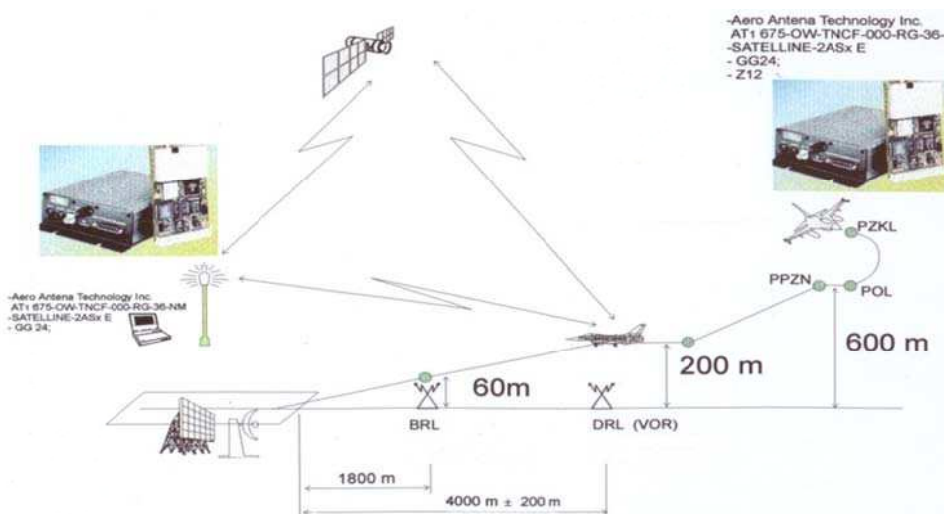 -Aero Antena Technology Inc.
AT1 675-OW-TNCF-000-RG-36-
-SATELLINE-2ASx E
- GG24;
- Z12
PZKL
PPZN
POL
-Aero Antena Technology Inc.
AT1 675-OW-TNCF-000-RG-36-NM
-SATELLINE-2ASx E
- GG 24;
600 m
200 m
60m
BRL
DRL (VOR)
1800 m
4000 m ± 200 m